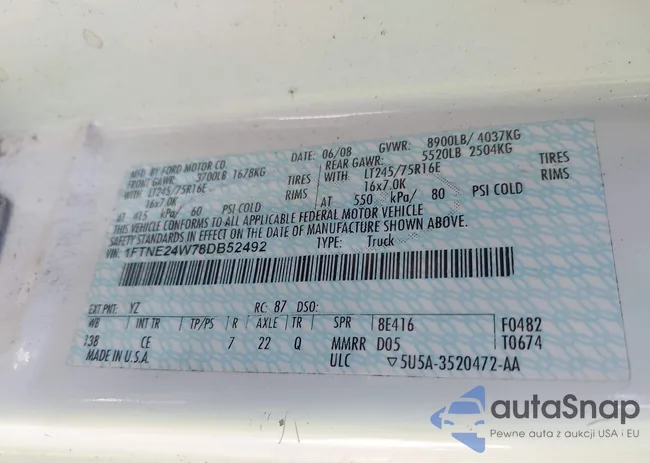 MFD. BY FORD MOTOR CO.
DATE: 06/08 GVWR: 8900LB/ 4037KG
FRONT GAWR: 3700LB 1678KG
REAR GAWR: 5520LB 2504KG
WITH LT245/75R16E TIRES
WITH LT245/75R16E TIRES
16x7.0K RIMS
16x7.0K RIMS
AT 415 kPa/ 60 PSI COLD
AT 550 kPa/ 80 PSI COLD
THIS VEHICLE CONFORMS TO ALL APPLICABLE FEDERAL MOTOR VEHICLE
SAFETY STANDARDS IN EFFECT ON THE DATE OF MANUFACTURE SHOWN ABOVE.
VIN: 1FTNE24W78DB52492 TYPE: Truck
EXT PNT: YZ RC: 87 DSO:
WB INT TR TP/PS R AXLE TR SPR 8E416 F0482
138 CE 7 22 Q MMRR D05 T0674
MADE IN U.S.A. ULC ▽5U5A-3520472-AA
autaSnap
Pewne auta z aukcji USA i EU